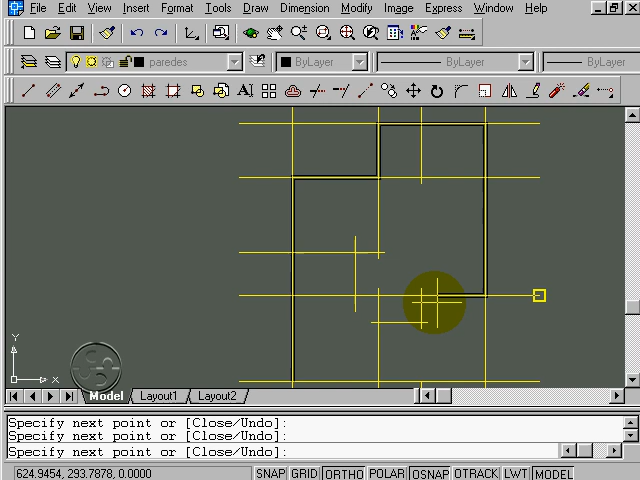 File Edit View Insert Format Tools Draw Dimension Modify Image Express Window Help
paredes ByLayer ByLayer ByLayer
A
Y
X
Model Layout1 Layout2
Specify next point or [Close/Undo]:
Specify next point or [Close/Undo]:
Specify next point or [Close/Undo]:
624.9454, 293.7878, 0.0000 SNAP GRID ORTHO POLAR OSNAP OTRACK LWT MODEL